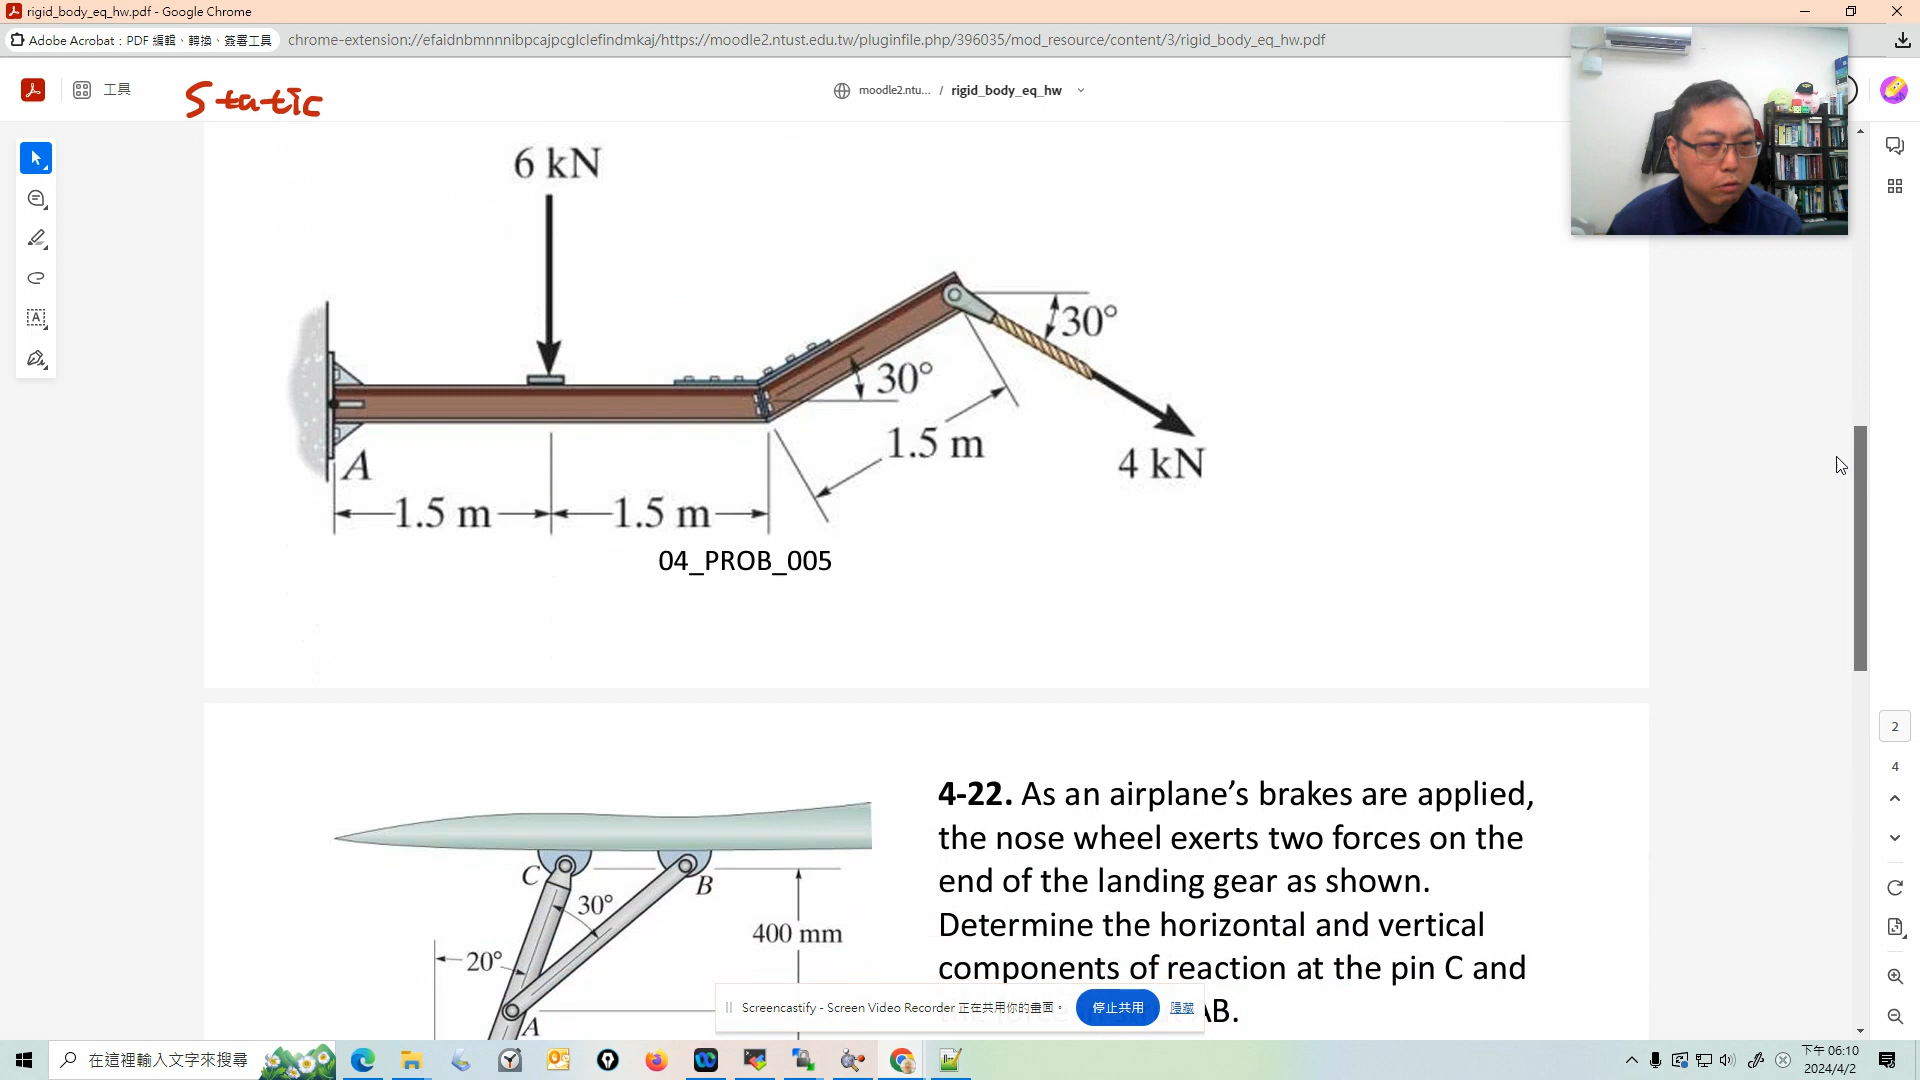 rigid_body_eq_hw.pdf - Google Chrome
Adobe Acrobat：PDF 編輯、轉換、簽署工具
chrome-extension://efaidnbmnnnibpcajpcglclefindmkaj/https://moodle2.ntust.edu.tw/pluginfile.php/396035/mod_resource/content/3/rigid_body_eq_hw.pdf
工具
Static
moodle2.ntu... / rigid_body_eq_hw
6 kN
30°
30°
1.5 m
4 kN
A
1.5 m
1.5 m
04_PROB_005
2
4
4-22. As an airplane’s brakes are applied,
the nose wheel exerts two forces on the
end of the landing gear as shown.
Determine the horizontal and vertical
components of reaction at the pin C and
AB.
C
B
30°
400 mm
20°
A
Screencastify - Screen Video Recorder 正在共用你的畫面。
停止共用
隱藏
在這裡輸入文字來搜尋
下午 06:10
2024/4/2